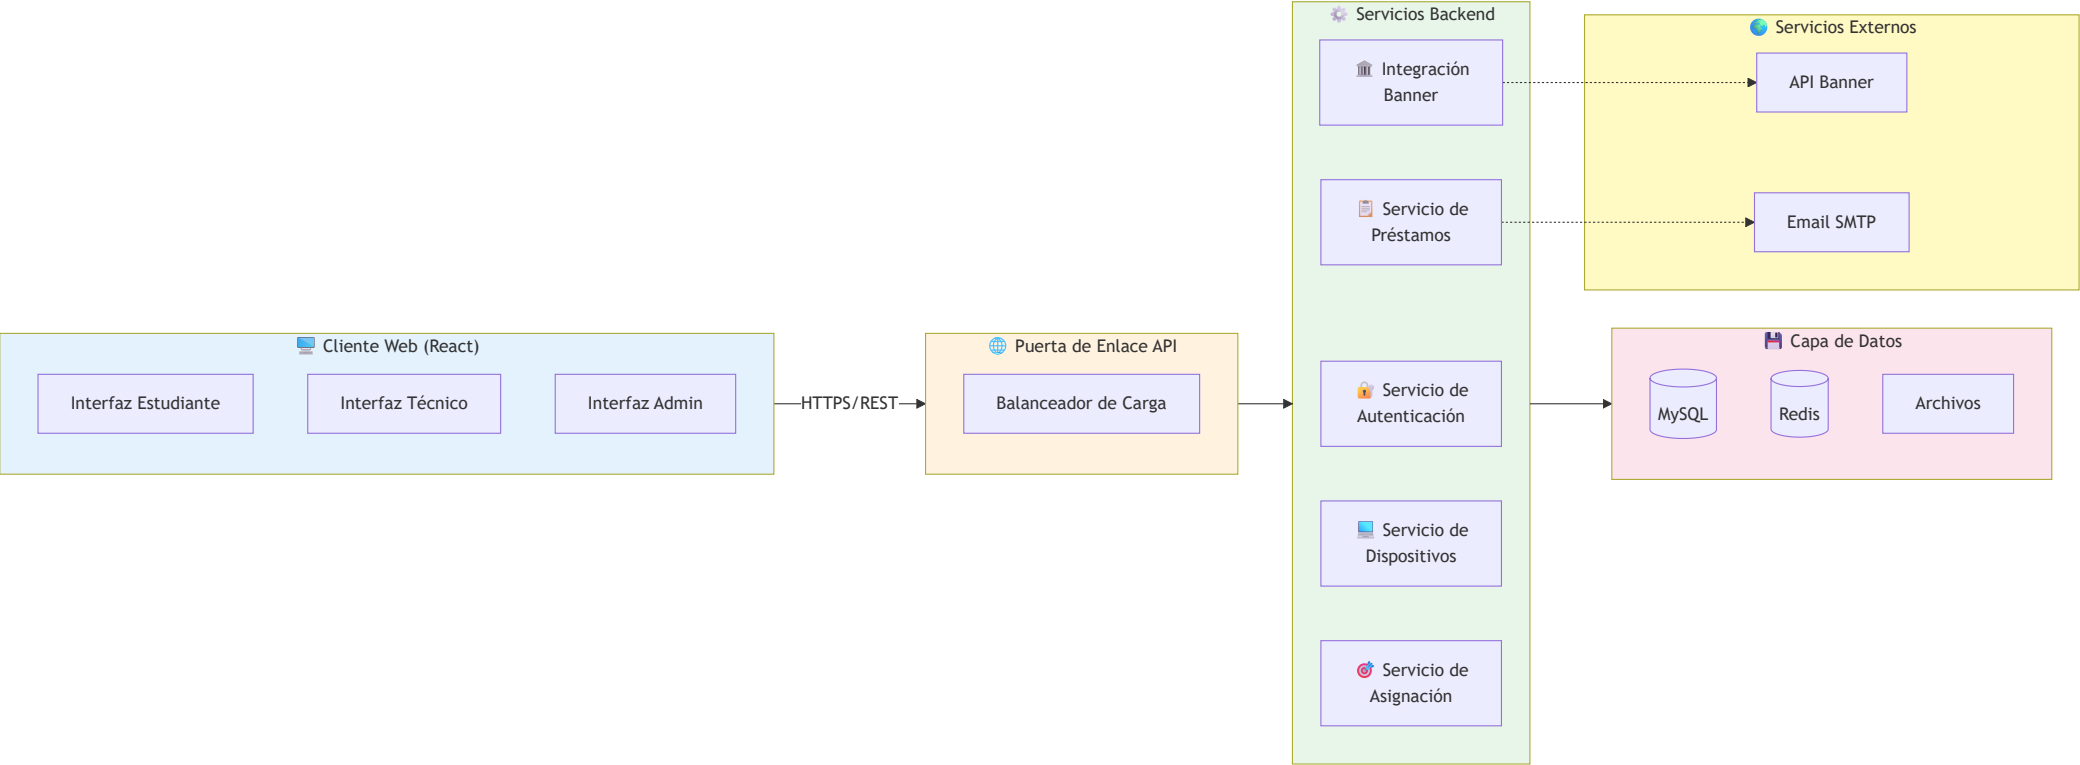 Cliente Web (React)
Interfaz Estudiante
Interfaz Técnico
Interfaz Admin
HTTPS/REST
Puerta de Enlace API
Balanceador de Carga
Servicios Backend
Integración
Banner
Servicio de
Préstamos
Servicio de
Autenticación
Servicio de
Dispositivos
Servicio de
Asignación
Servicios Externos
API Banner
Email SMTP
Capa de Datos
MySQL
Redis
Archivos